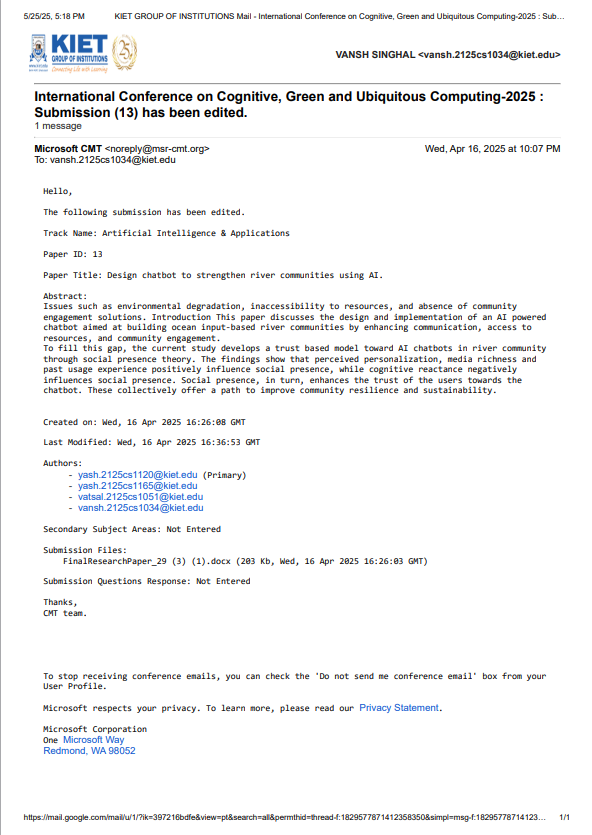 5/25/25, 5:18 PM KIET GROUP OF INSTITUTIONS Mail - International Conference on Cognitive, Green and Ubiquitous Computing-2025 : Sub…
KIET
GROUP OF INSTITUTIONS
Connecting Life with Learning
25
VANSH SINGHAL <vansh.2125cs1034@kiet.edu>
International Conference on Cognitive, Green and Ubiquitous Computing-2025 :
Submission (13) has been edited.
1 message
Microsoft CMT <noreply@msr-cmt.org> Wed, Apr 16, 2025 at 10:07 PM
To: vansh.2125cs1034@kiet.edu
Hello,
The following submission has been edited.
Track Name: Artificial Intelligence & Applications
Paper ID: 13
Paper Title: Design chatbot to strengthen river communities using AI.
Abstract:
Issues such as environmental degradation, inaccessibility to resources, and absence of community
engagement solutions. Introduction This paper discusses the design and implementation of an AI powered
chatbot aimed at building ocean input-based river communities by enhancing communication, access to
resources, and community engagement.
To fill this gap, the current study develops a trust based model toward AI chatbots in river community
through social presence theory. The findings show that perceived personalization, media richness and
past usage experience positively influence social presence, while cognitive reactance negatively
influences social presence. Social presence, in turn, enhances the trust of the users towards the
chatbot. These collectively offer a path to improve community resilience and sustainability.
Created on: Wed, 16 Apr 2025 16:26:08 GMT
Last Modified: Wed, 16 Apr 2025 16:36:53 GMT
Authors:
- yash.2125cs1120@kiet.edu (Primary)
- yash.2125cs1165@kiet.edu
- vatsal.2125cs1051@kiet.edu
- vansh.2125cs1034@kiet.edu
Secondary Subject Areas: Not Entered
Submission Files:
FinalResearchPaper_29 (3) (1).docx (203 Kb, Wed, 16 Apr 2025 16:26:03 GMT)
Submission Questions Response: Not Entered
Thanks,
CMT team.
To stop receiving conference emails, you can check the 'Do not send me conference email' box from your
User Profile.
Microsoft respects your privacy. To learn more, please read our Privacy Statement.
Microsoft Corporation
One Microsoft Way
Redmond, WA 98052
https://mail.google.com/mail/u/1/?ik=397216bdfe&view=pt&search=all&permthid=thread-f:1829577871412358350&simpl=msg-f:18295778714123… 1/1